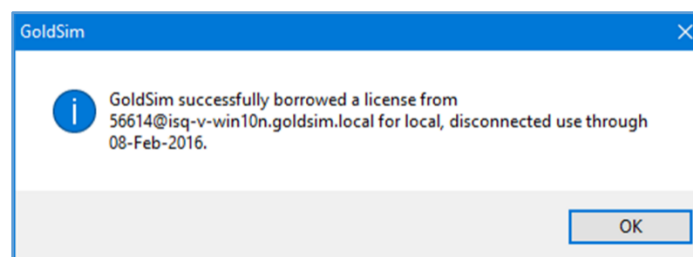 GoldSim
GoldSim successfully borrowed a license from
56614@isq-v-win10n.goldsim.local for local, disconnected use through
08-Feb-2016.
OK